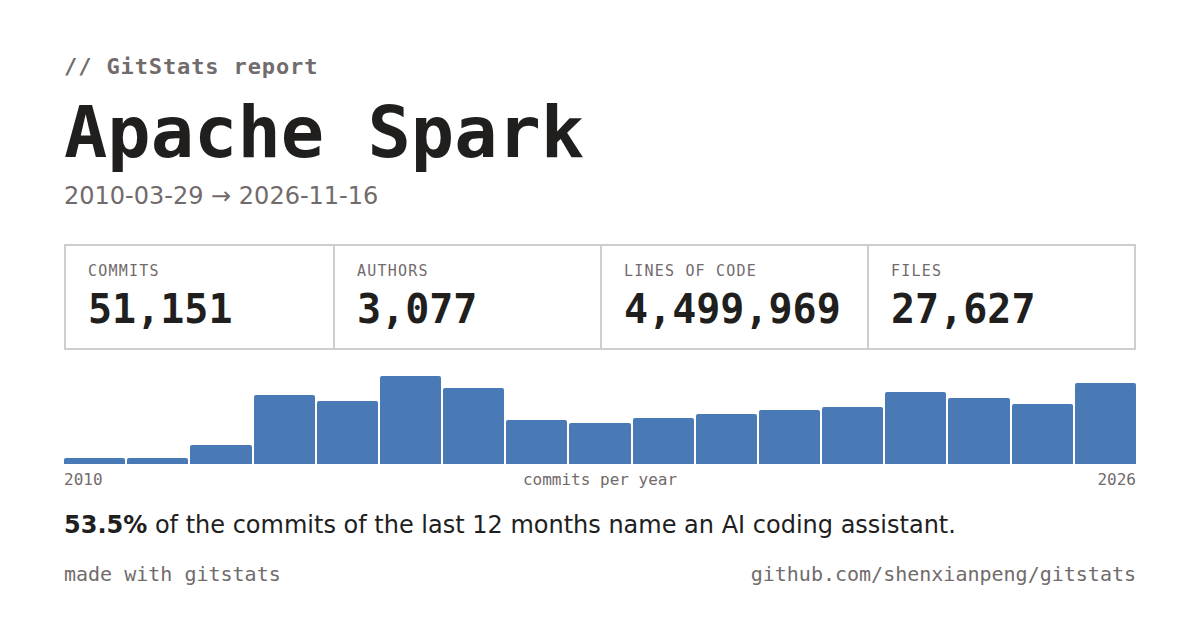 // GitStats report
Apache Spark
2010-03-29 → 2026-11-16
COMMITS
51,151
AUTHORS
3,077
LINES OF CODE
4,499,969
FILES
27,627
2010 commits per year 2026
53.5% of the commits of the last 12 months name an AI coding assistant.
made with gitstats github.com/shenxianpeng/gitstats